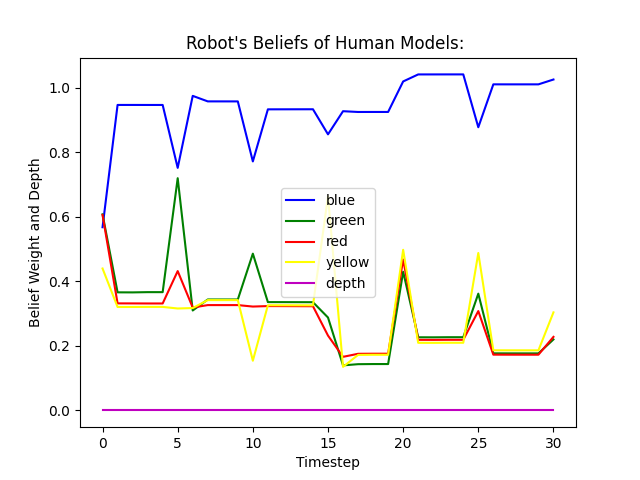 Robot's Beliefs of Human Models:
Belief Weight and Depth
1.0
0.8
0.6
0.4
0.2
0.0
blue
green
red
yellow
depth
0 5 10 15 20 25 30
Timestep